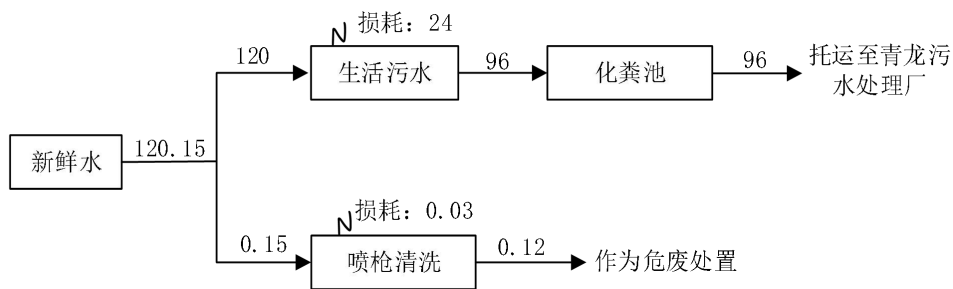 损耗：24
120
生活污水
96
化粪池
96
托运至青龙污
水处理厂
新鲜水
120.15
损耗：0.03
0.15
喷枪清洗
0.12
作为危废处置